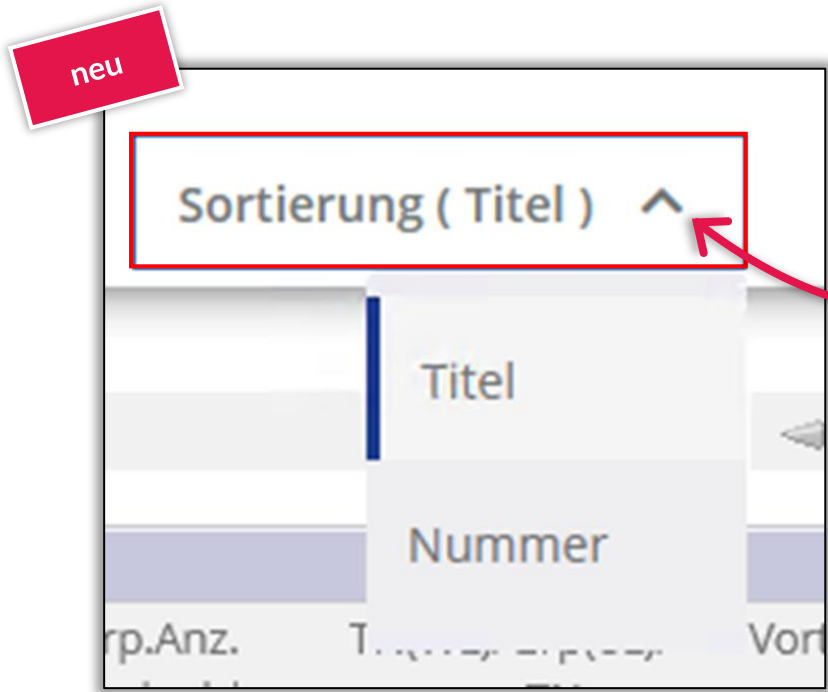 neu
Sortierung ( Titel )
Titel
Nummer
rp.Anz.
Vort